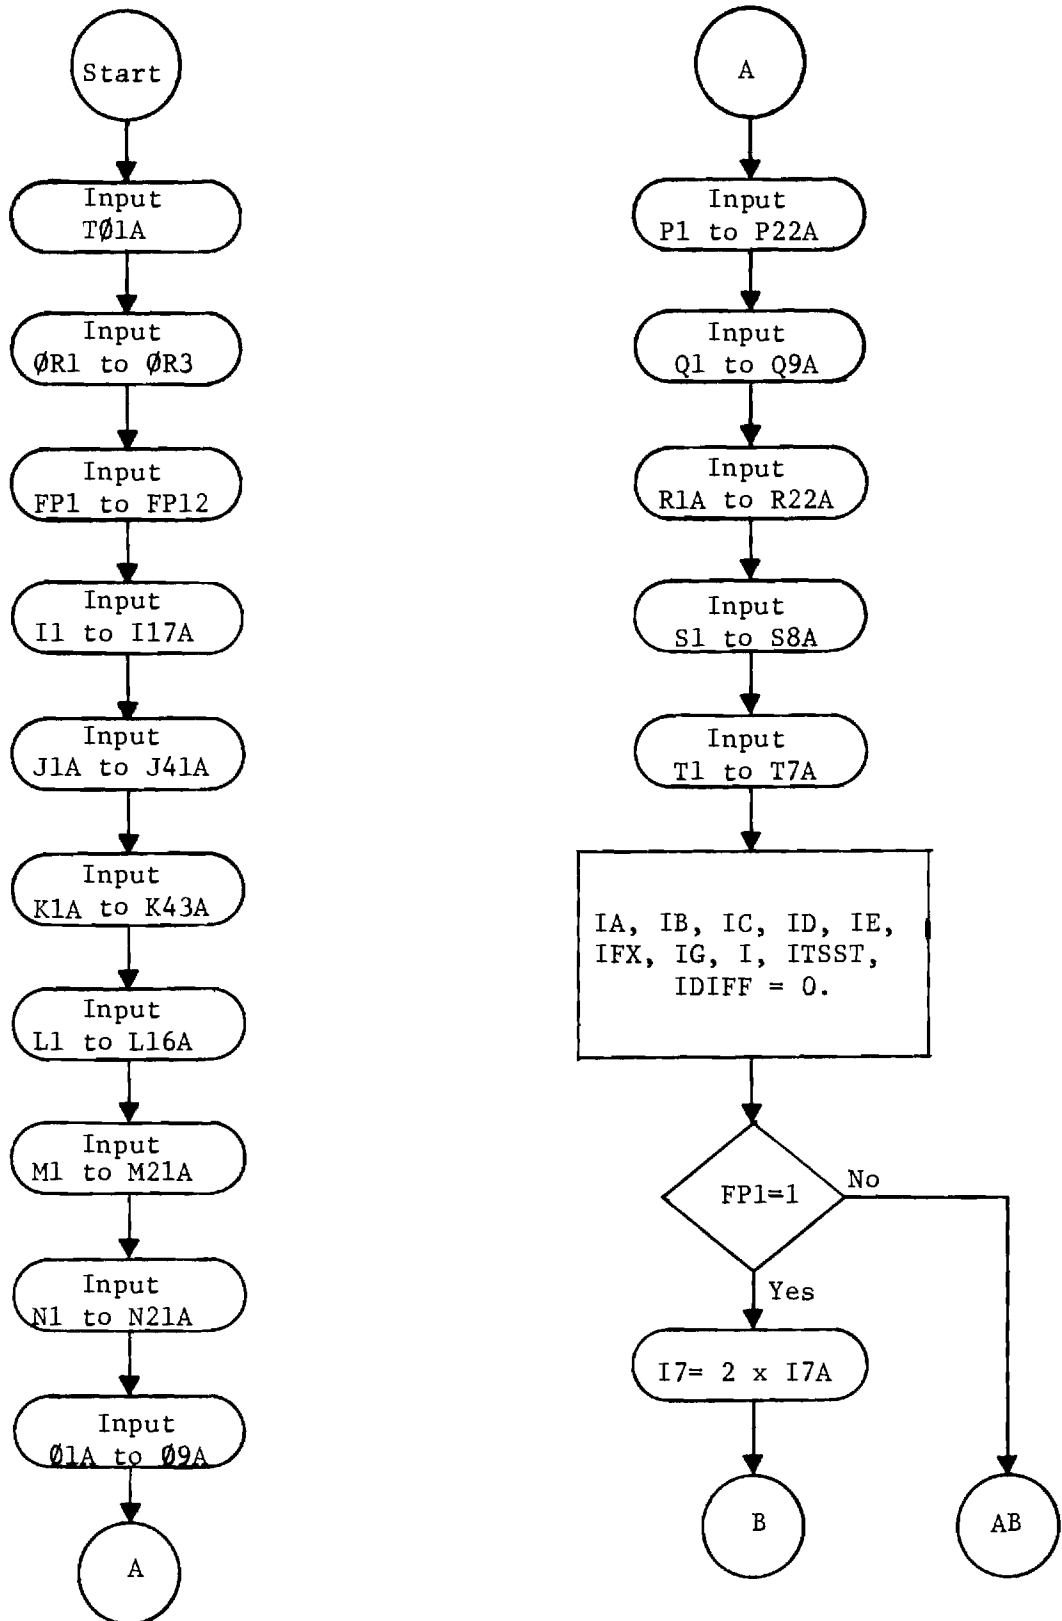 Start
Input
TØ1A
Input
ØR1 to ØR3
Input
FP1 to FP12
Input
I1 to I17A
Input
J1A to J41A
Input
K1A to K43A
Input
L1 to L16A
Input
M1 to M21A
Input
N1 to N21A
Input
Ø1A to Ø9A
A
A
Input
P1 to P22A
Input
Q1 to Q9A
Input
R1A to R22A
Input
S1 to S8A
Input
T1 to T7A
IA, IB, IC, ID, IE,
IFX, IG, I, ITSST,
IDIFF = 0.
FP1=1
No
Yes
I7= 2 x I7A
B
AB